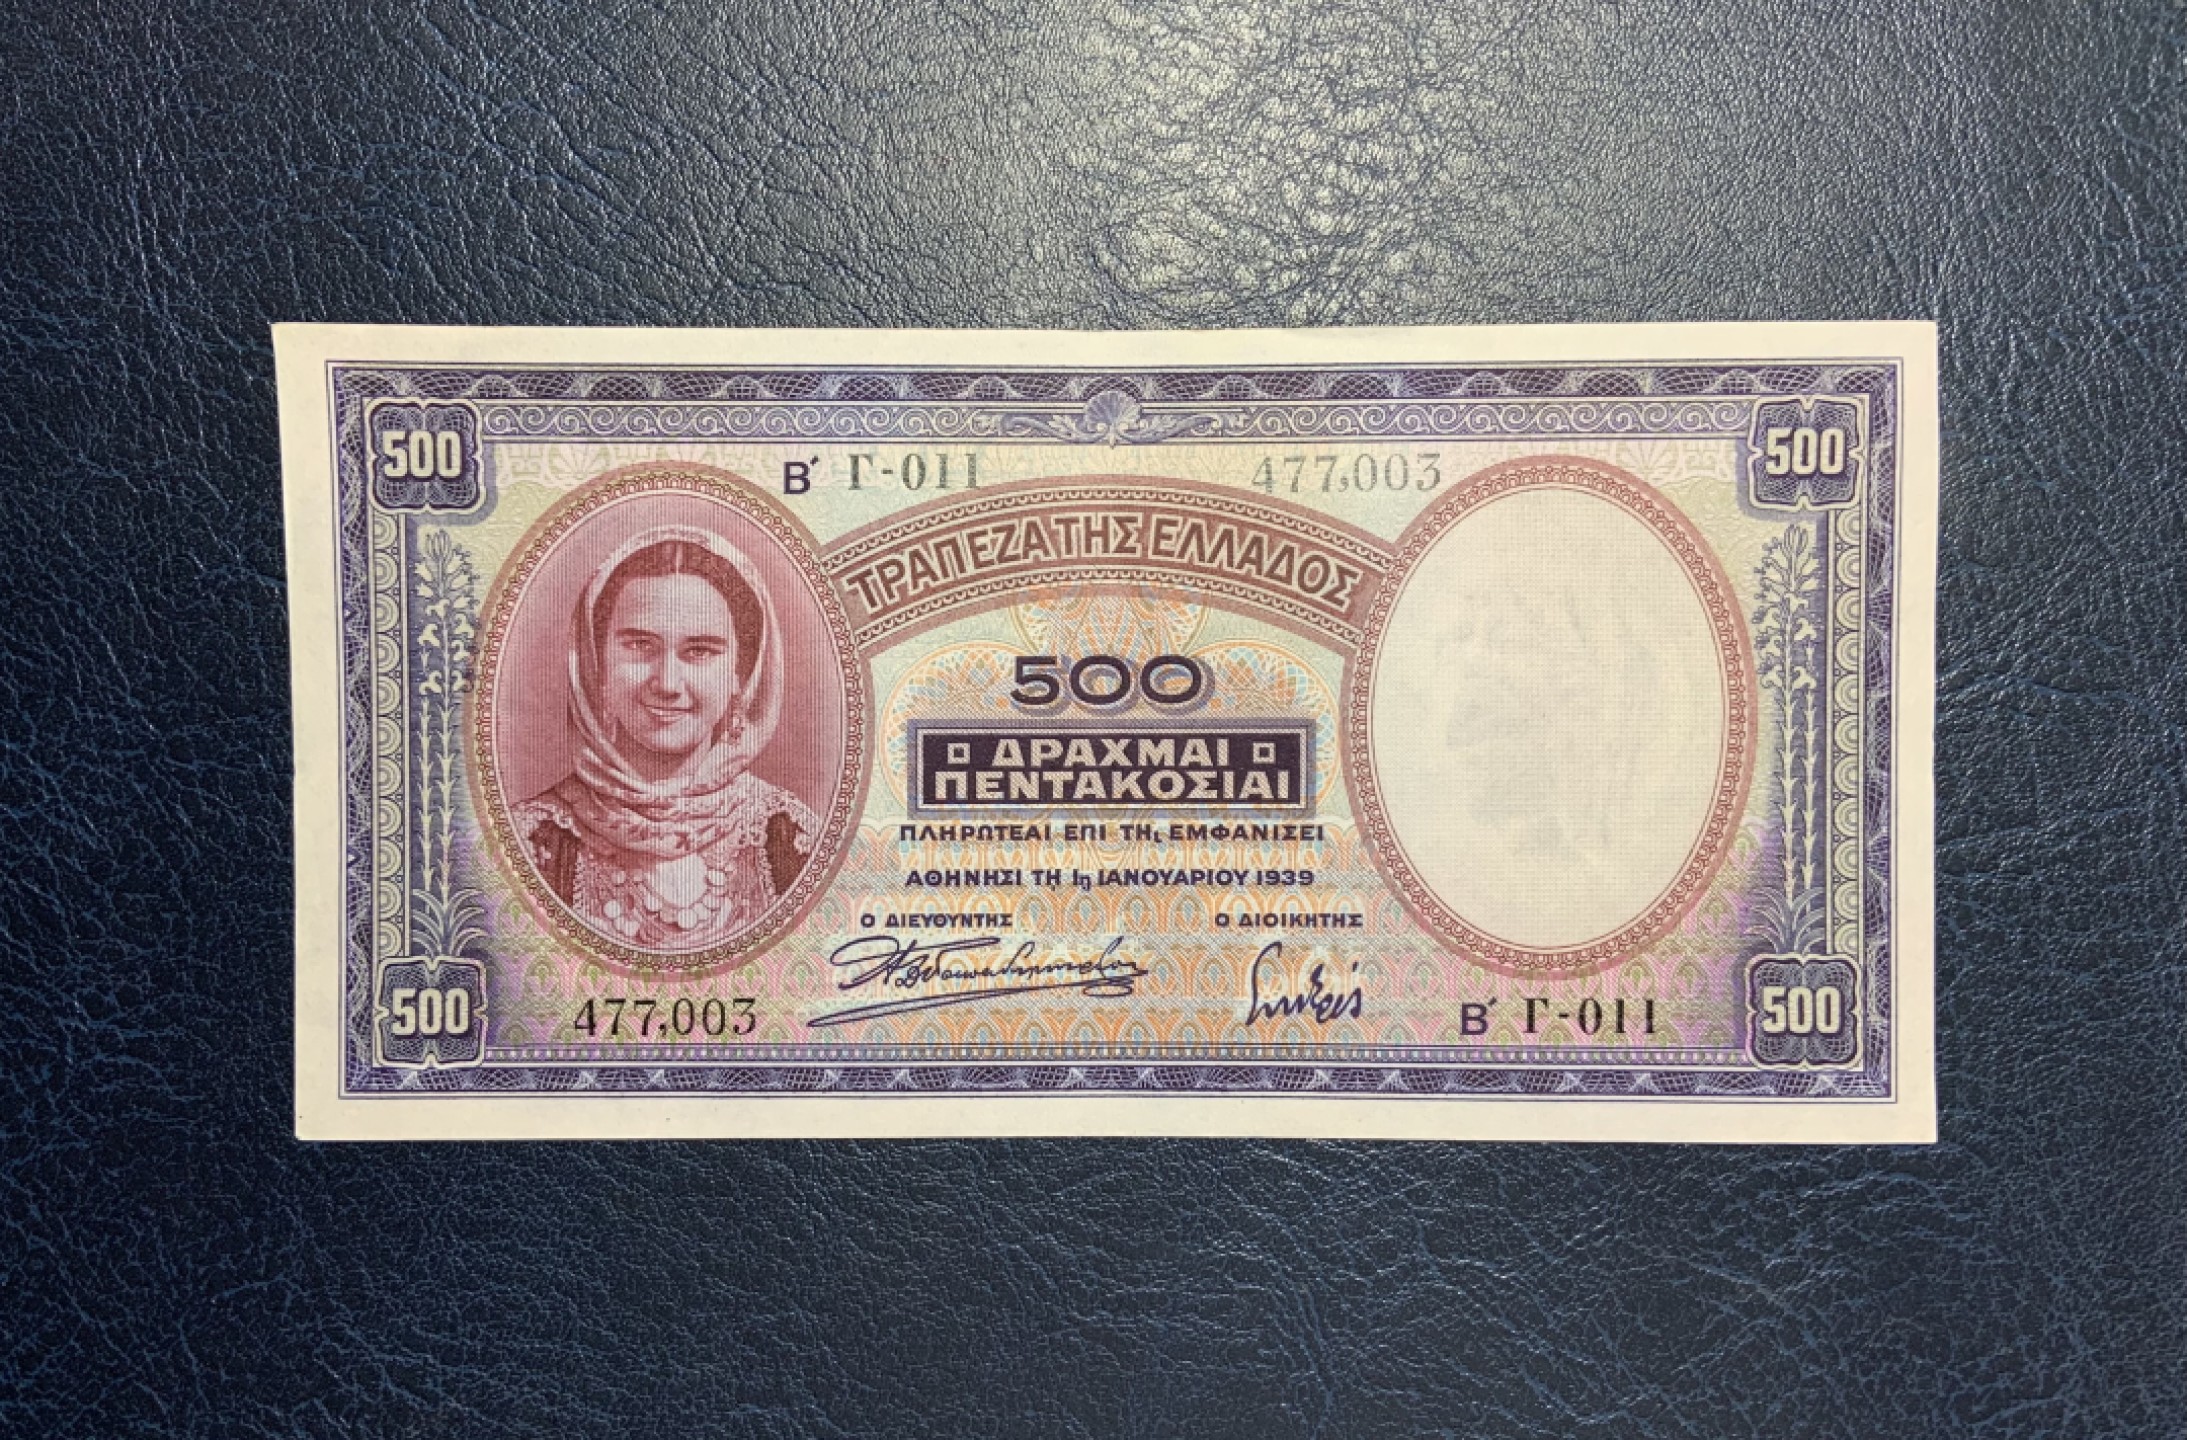 500
500
Β΄ Γ-011
477,003
ΤΡΑΠΕΖΑ ΤΗΣ ΕΛΛΑΔΟΣ
500
ΔΡΑΧΜΑΙ
ΠΕΝΤΑΚΟΣΙΑΙ
ΠΛΗΡΩΤΕΑΙ ΕΠΙ ΤΗι ΕΜΦΑΝΙΣΕΙ
ΑΘΗΝΗΣΙ ΤΗ 1η ΙΑΝΟΥΑΡΙΟΥ 1939
Ο ΔΙΕΥΘΥΝΤΗΣ
Ο ΔΙΟΙΚΗΤΗΣ
500
477,003
Β΄ Γ-011
500